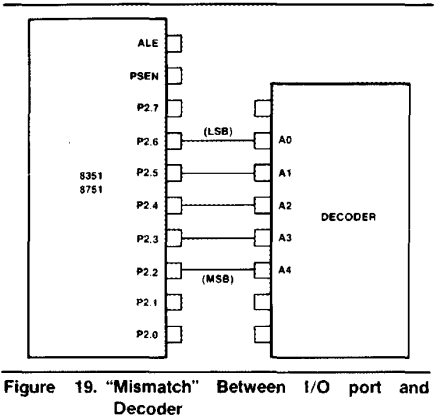 ALE
PSEN
P2.7
P2.6 (LSB) A0
8351 P2.5 A1
8751
P2.4 A2
DECODER
P2.3 A3
P2.2 (MSB) A4
P2.1
P2.0
Figure 19. "Mismatch" Between I/O port and
Decoder